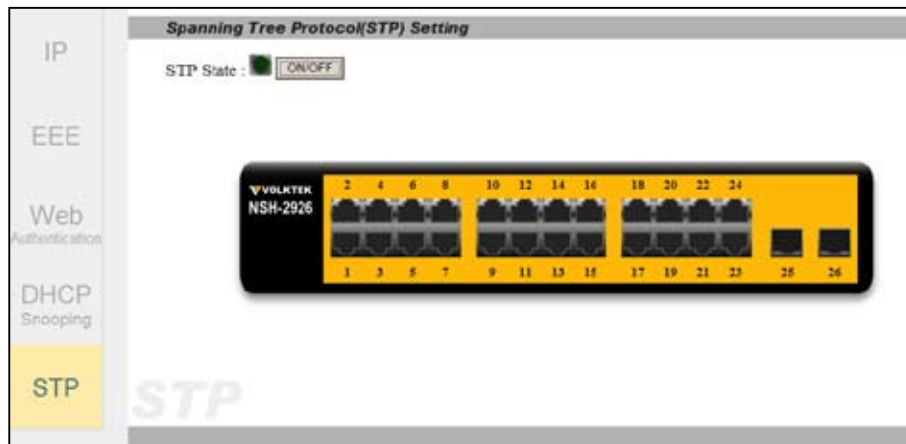 Spanning Tree Protocol(STP) Setting
IP
STP State : ON/OFF
EEE
Web
Authentication
DHCP
Snooping
STP
VOLKTEK
NSH-2926
2 4 6 8 10 12 14 16 18 20 22 24
1 3 5 7 9 11 13 15 17 19 21 23 25 26
STP